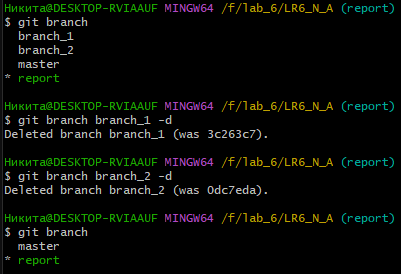 Никита@DESKTOP-RVIAAUF MINGW64 /f/lab_6/LR6_N_A (report)
$ git branch
  branch_1
  branch_2
  master
* report
Никита@DESKTOP-RVIAAUF MINGW64 /f/lab_6/LR6_N_A (report)
$ git branch branch_1 -d
Deleted branch branch_1 (was 3c263c7).
Никита@DESKTOP-RVIAAUF MINGW64 /f/lab_6/LR6_N_A (report)
$ git branch branch_2 -d
Deleted branch branch_2 (was 0dc7eda).
Никита@DESKTOP-RVIAAUF MINGW64 /f/lab_6/LR6_N_A (report)
$ git branch
  master
* report